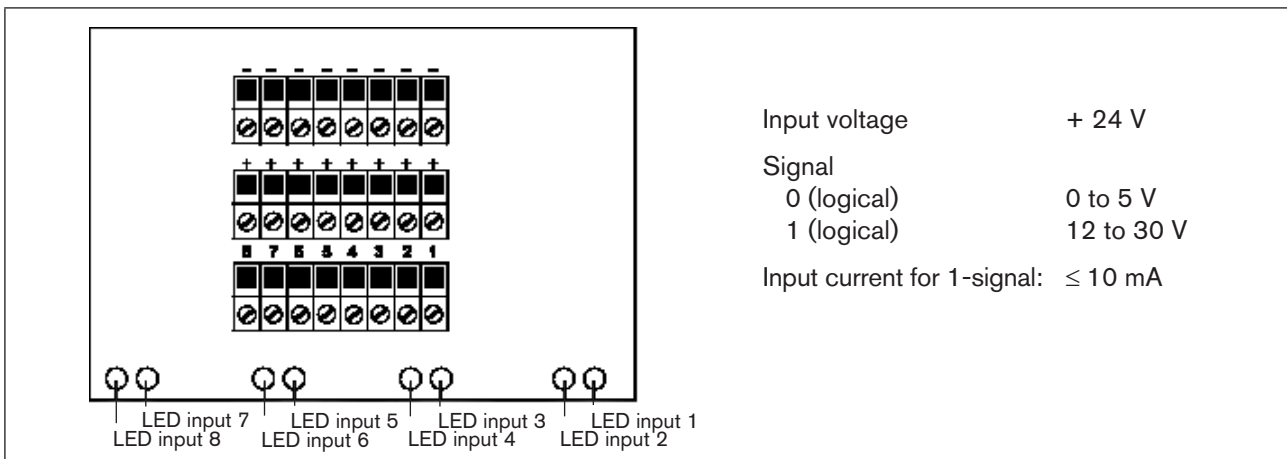 - - - - - - - -
+ + + + + + + +
8 7 6 5 4 3 2 1
LED input 7 LED input 5 LED input 3 LED input 1
LED input 8 LED input 6 LED input 4 LED input 2
Input voltage + 24 V
Signal
0 (logical) 0 to 5 V
1 (logical) 12 to 30 V
Input current for 1-signal: ≤ 10 mA